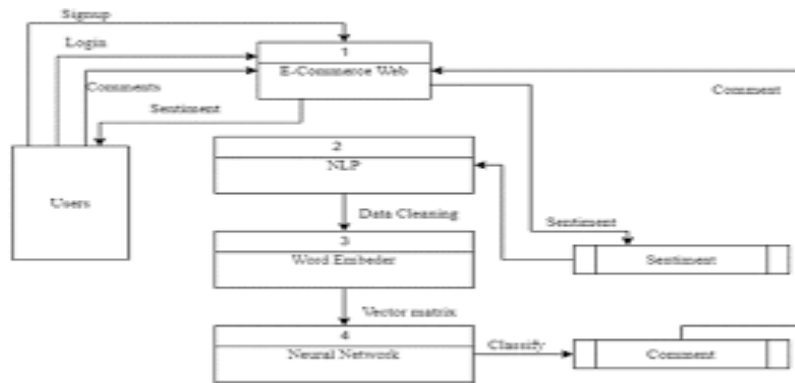 Signup
Login
Comments
Sentiment
1
E-Commerce Web
Comment
2
NLP
Users
Data Cleaning
Sentiment
3
Word Embeder
Sentiment
Vector matrix
4
Neural Network
Classify
Comment